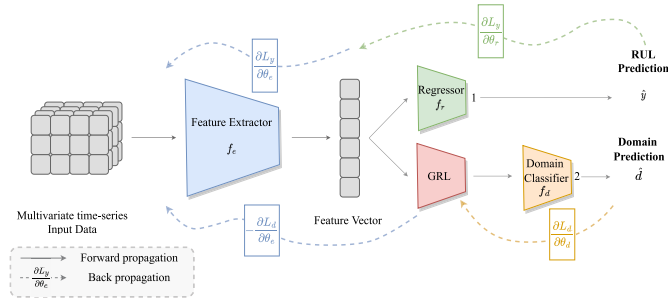 ∂L_y
∂θ_e
∂L_y
∂θ_r
RUL
Prediction
ŷ
Regressor
f_r
1
Feature Extractor
f_e
Domain
Prediction
d̂
GRL
Domain
Classifier
f_d
2
Multivariate time-series
Input Data
Feature Vector
−∂L_d
∂θ_e
∂L_d
∂θ_d
Forward propagation
∂L_y
∂θ_e
Back propagation